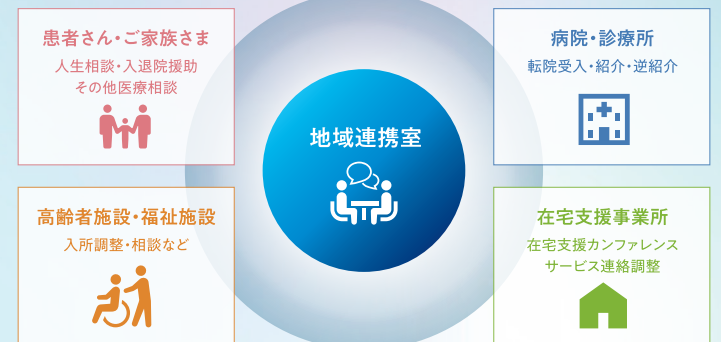 患者さん・ご家族さま
人生相談・入退院援助
その他医療相談
病院・診療所
転院受入・紹介・逆紹介
地域連携室
高齢者施設・福祉施設
入所調整・相談など
在宅支援事業所
在宅支援カンファレンス
サービス連絡調整